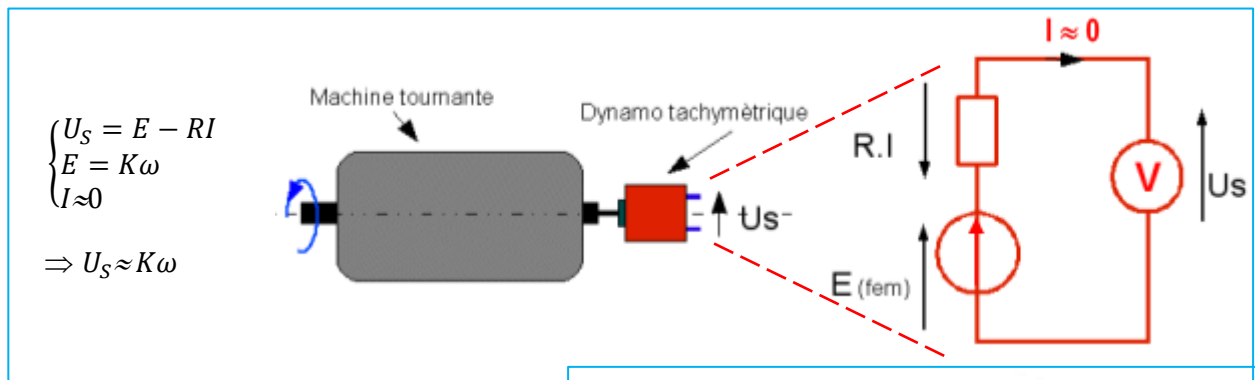 I ≈ 0
Machine tournante
Dynamo tachymètrique
U_S = E − RI
E = Kω
I≈0
⇒ U_S≈Kω
R.I
V
Us
Us
E (fem)